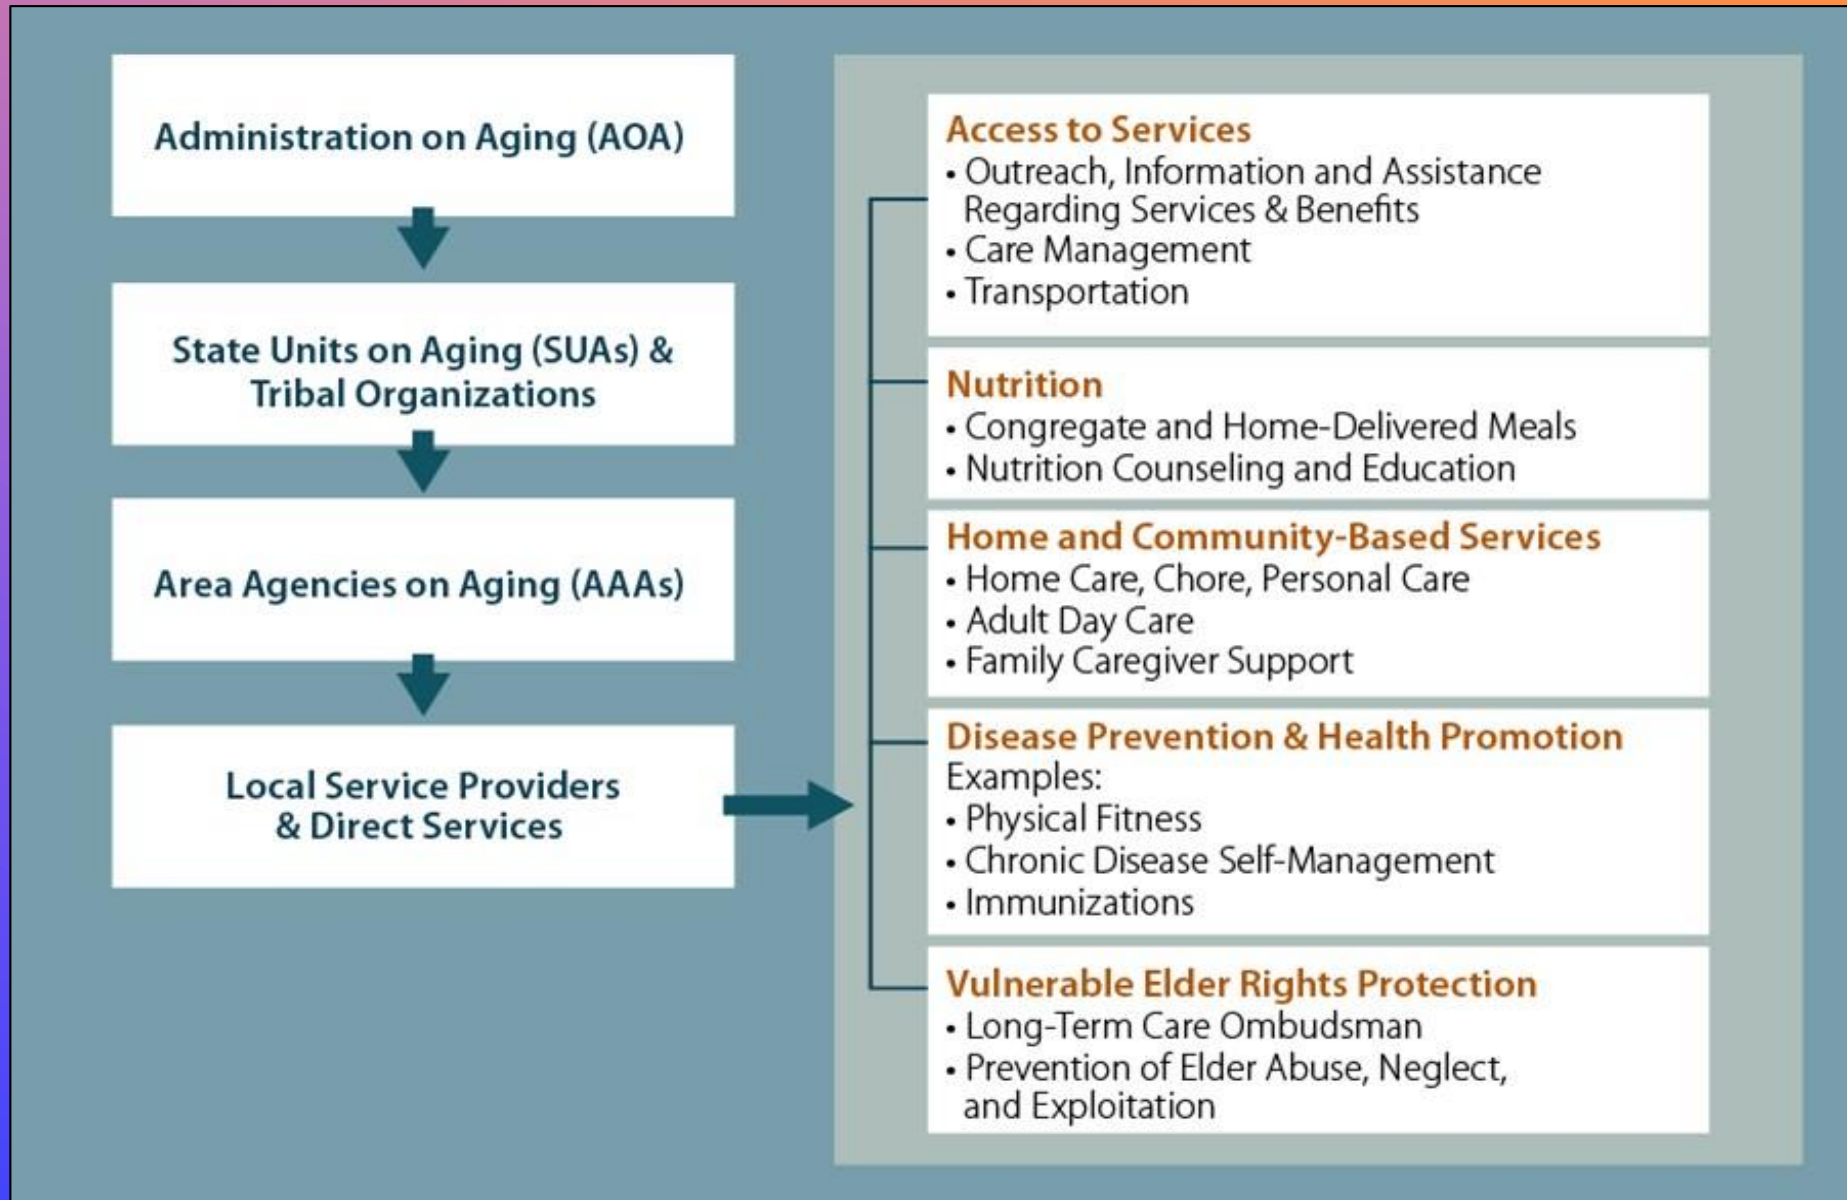 Administration on Aging (AOA)
State Units on Aging (SUAs) &
Tribal Organizations
Area Agencies on Aging (AAAs)
Local Service Providers
& Direct Services
Access to Services
• Outreach, Information and Assistance
Regarding Services & Benefits
• Care Management
• Transportation
Nutrition
• Congregate and Home-Delivered Meals
• Nutrition Counseling and Education
Home and Community-Based Services
• Home Care, Chore, Personal Care
• Adult Day Care
• Family Caregiver Support
Disease Prevention & Health Promotion
Examples:
• Physical Fitness
• Chronic Disease Self-Management
• Immunizations
Vulnerable Elder Rights Protection
• Long-Term Care Ombudsman
• Prevention of Elder Abuse, Neglect,
and Exploitation